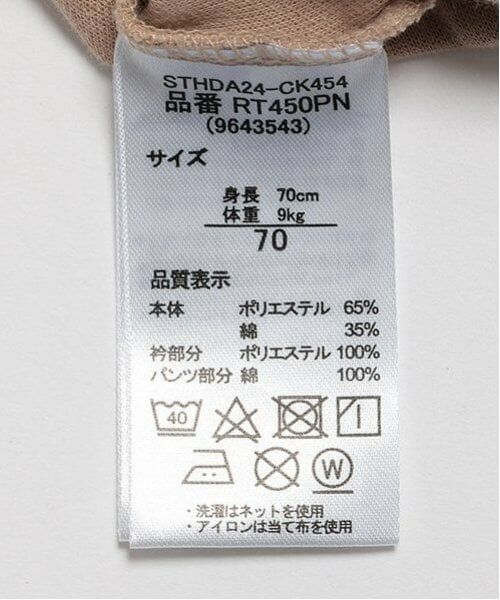 STHDA24-CK454
品番 RT450PN
(9643543)
サイズ
身長 70cm
体重 9kg
70
品質表示
本体 ポリエステル 65%
綿 35%
衿部分 ポリエステル 100%
パンツ部分 綿 100%
40
W
・洗濯はネットを使用
・アイロンは当て布を使用